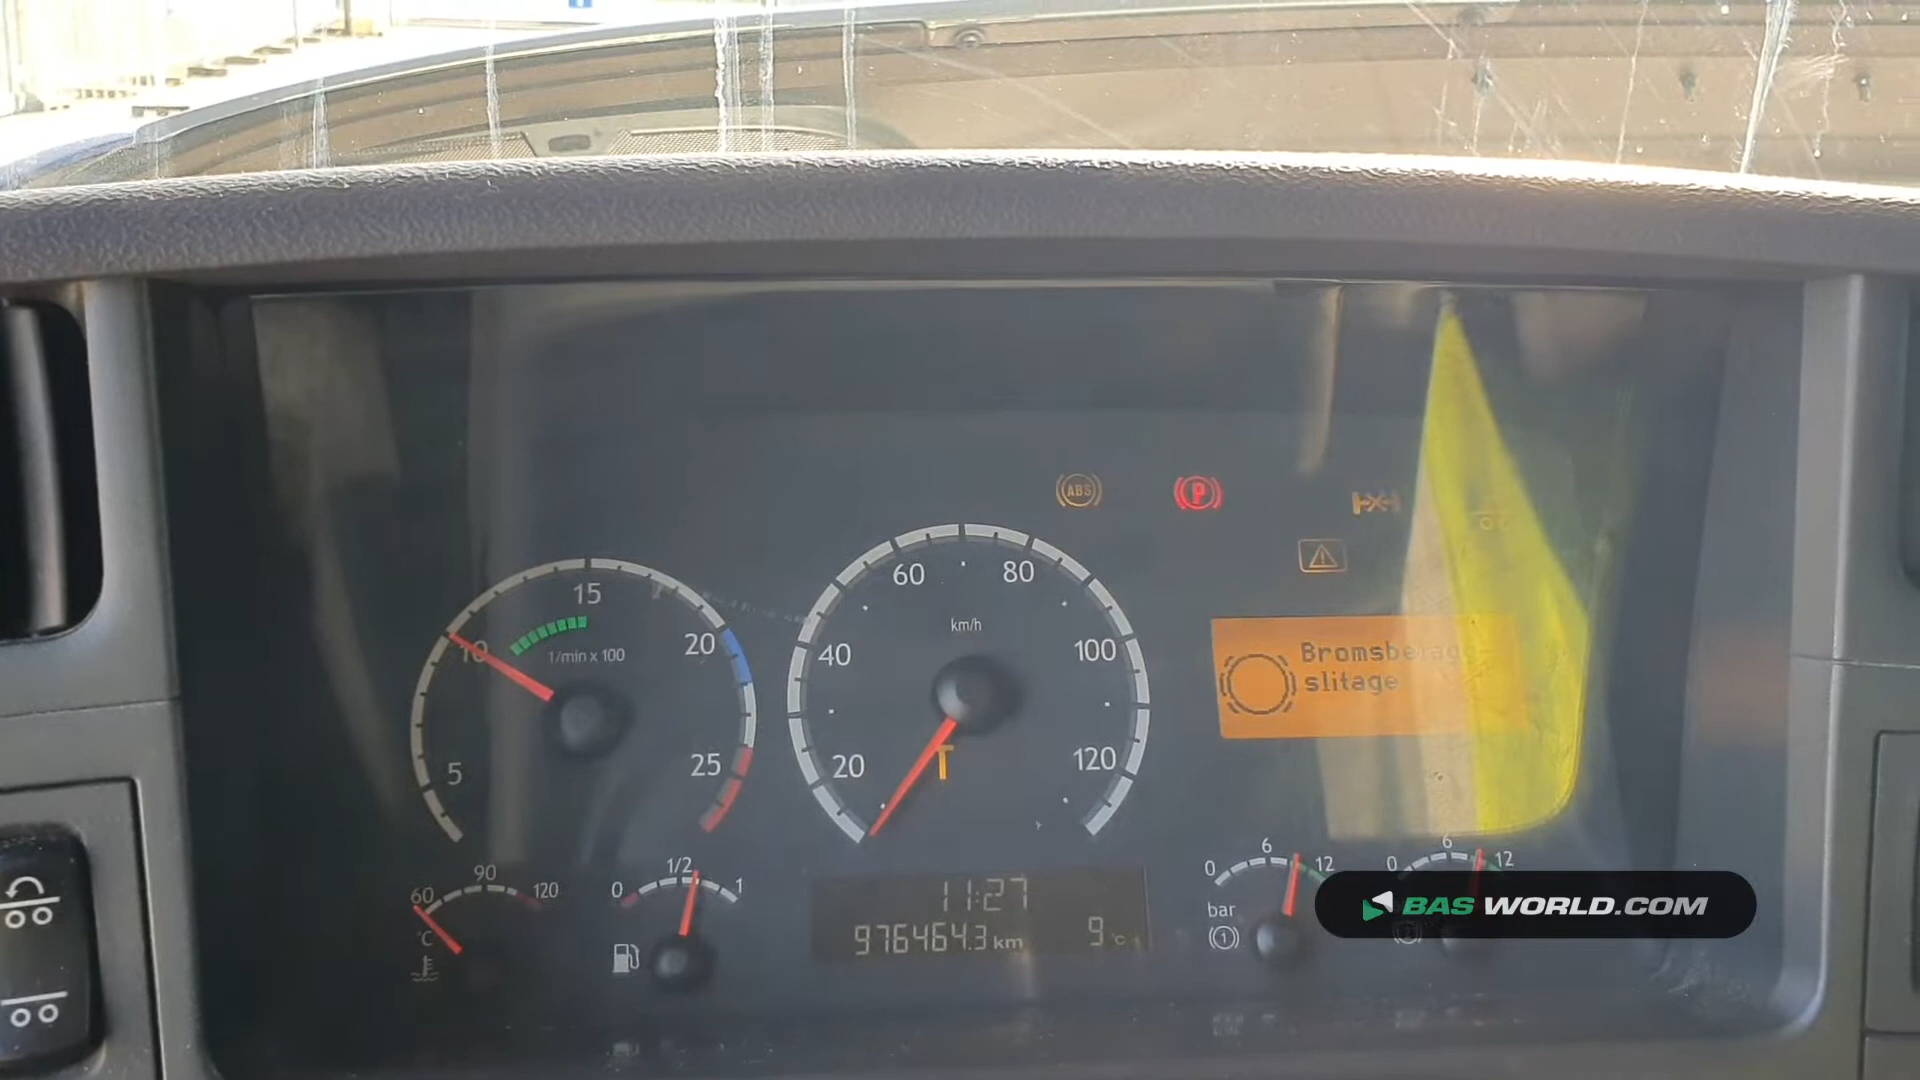 ABS
P
60
80
km/h
40
100
20
120
T
15
10
20
1/min x 100
5
25
Bromsbelägg-
slitage
60
90
120
°C
0
1/2
1
11:27
976464.3 km
9 °C
0
6
12
bar
1
0
6
12
BAS WORLD.COM